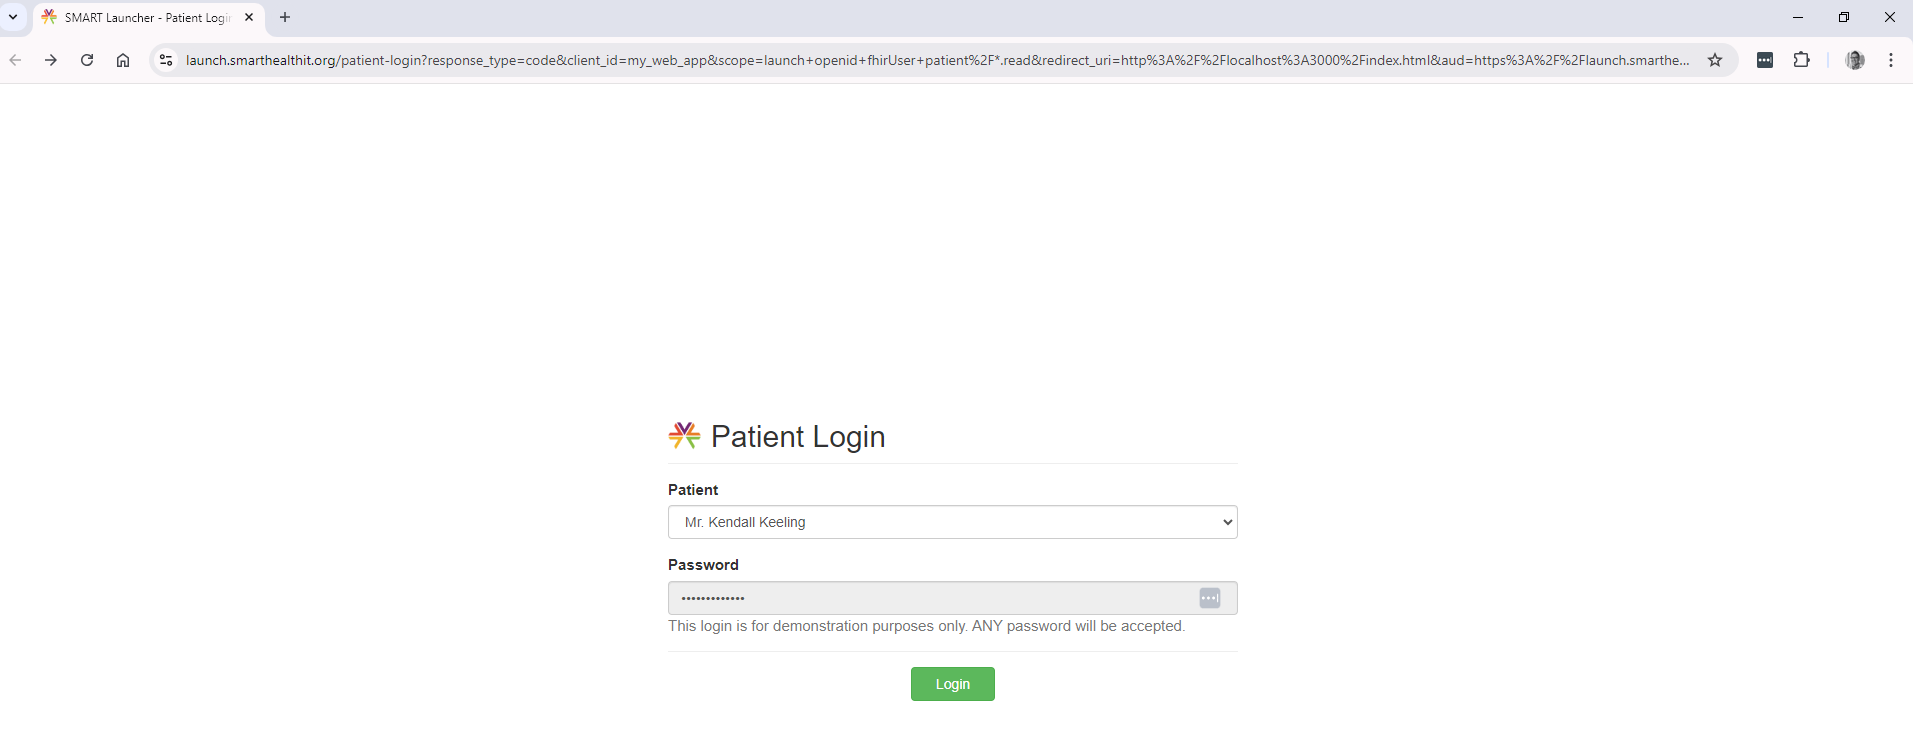 SMART Launcher - Patient Login
launch.smarthealthit.org/patient-login?response_type=code&client_id=my_web_app&scope=launch+openid+fhirUser+patient%2F*.read&redirect_uri=http%3A%2F%2Flocalhost%3A3000%2Findex.html&aud=https%3A%2F%2Flaunch.smarthe...
Patient Login
Patient
Mr. Kendall Keeling
Password
•••••••••••••
This login is for demonstration purposes only. ANY password will be accepted.
Login